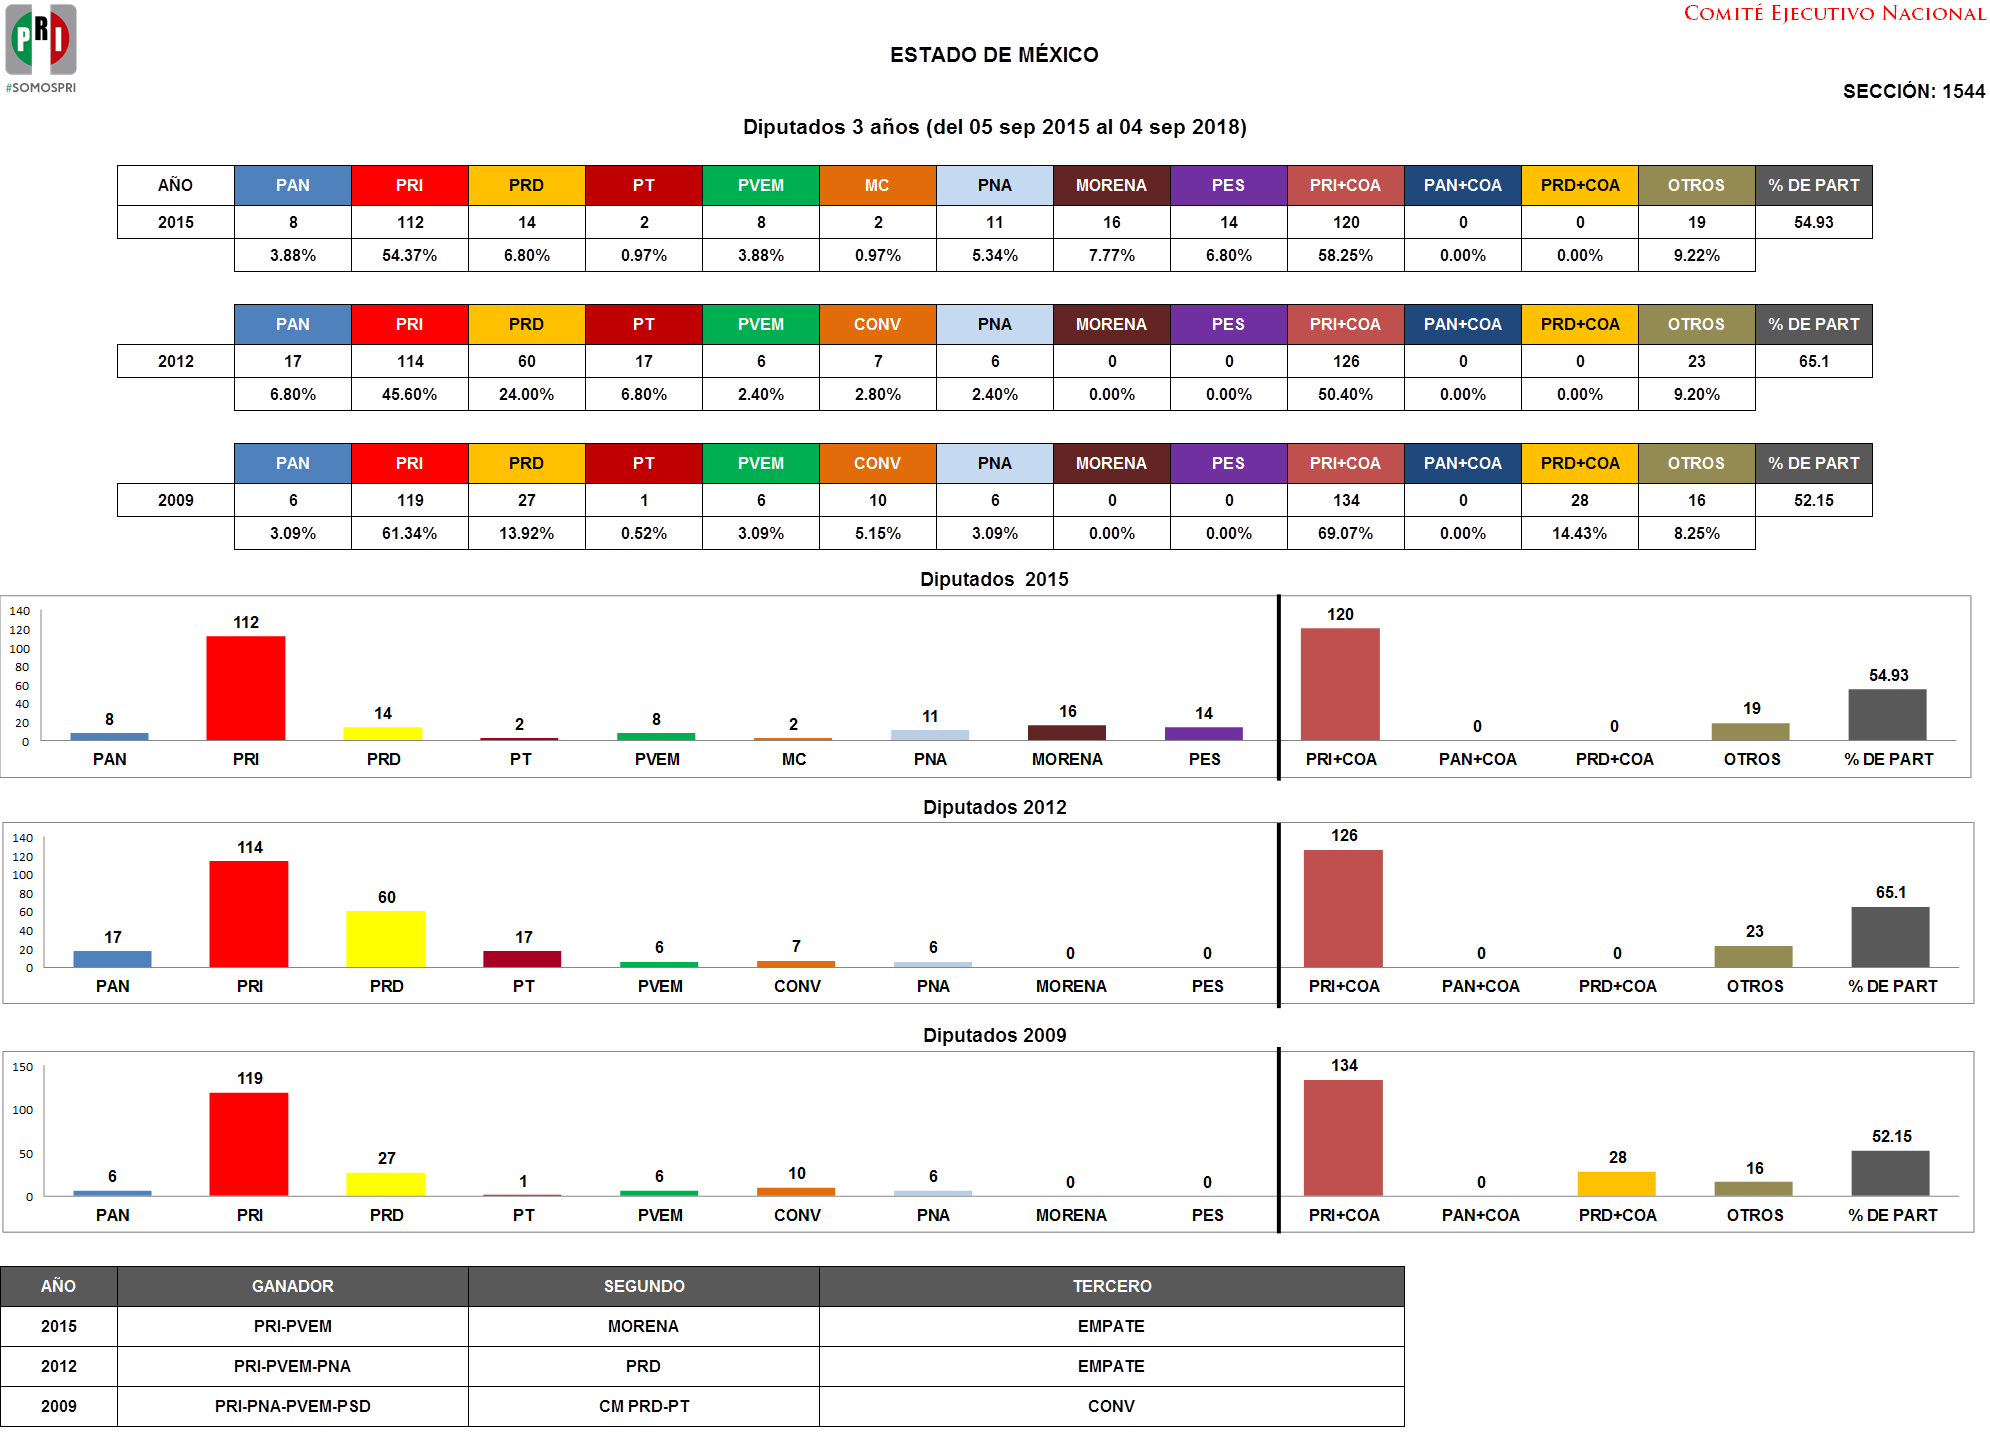 PRI
#SOMOSPRI
COMITÉ EJECUTIVO NACIONAL
ESTADO DE MÉXICO
SECCIÓN: 1544
Diputados 3 años (del 05 sep 2015 al 04 sep 2018)
AÑO PAN PRI PRD PT PVEM MC PNA MORENA PES PRI+COA PAN+COA PRD+COA OTROS % DE PART
2015 8 112 14 2 8 2 11 16 14 120 0 0 19 54.93
3.88% 54.37% 6.80% 0.97% 3.88% 0.97% 5.34% 7.77% 6.80% 58.25% 0.00% 0.00% 9.22%
PAN PRI PRD PT PVEM CONV PNA MORENA PES PRI+COA PAN+COA PRD+COA OTROS % DE PART
2012 17 114 60 17 6 7 6 0 0 126 0 0 23 65.1
6.80% 45.60% 24.00% 6.80% 2.40% 2.80% 2.40% 0.00% 0.00% 50.40% 0.00% 0.00% 9.20%
PAN PRI PRD PT PVEM CONV PNA MORENA PES PRI+COA PAN+COA PRD+COA OTROS % DE PART
2009 6 119 27 1 6 10 6 0 0 134 0 28 16 52.15
3.09% 61.34% 13.92% 0.52% 3.09% 5.15% 3.09% 0.00% 0.00% 69.07% 0.00% 14.43% 8.25%
Diputados 2015
140
120
100
80
60
40
20
0
8 112 14 2 8 2 11 16 14 120 0 0 19 54.93
PAN PRI PRD PT PVEM MC PNA MORENA PES PRI+COA PAN+COA PRD+COA OTROS % DE PART
Diputados 2012
140
120
100
80
60
40
20
0
17 114 60 17 6 7 6 0 0 126 0 0 23 65.1
PAN PRI PRD PT PVEM CONV PNA MORENA PES PRI+COA PAN+COA PRD+COA OTROS % DE PART
Diputados 2009
150
100
50
0
6 119 27 1 6 10 6 0 0 134 0 28 16 52.15
PAN PRI PRD PT PVEM CONV PNA MORENA PES PRI+COA PAN+COA PRD+COA OTROS % DE PART
AÑO GANADOR SEGUNDO TERCERO
2015 PRI-PVEM MORENA EMPATE
2012 PRI-PVEM-PNA PRD EMPATE
2009 PRI-PNA-PVEM-PSD CM PRD-PT CONV